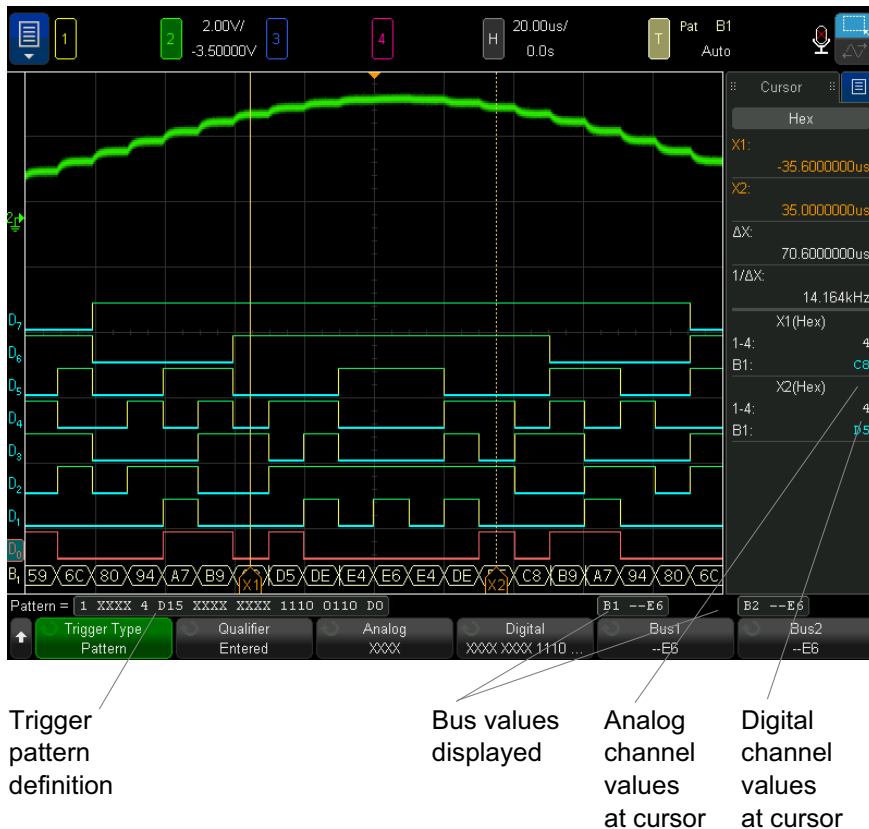 1 2 2.00V/ -3.50000V 3 4 H 20.00us/ 0.0s T Pat B1 Auto
Cursor
Hex
X1:
-35.6000000us
X2:
35.0000000us
ΔX:
70.6000000us
1/ΔX:
14.164kHz
X1(Hex)
1-4: 4
B1: C8
X2(Hex)
1-4: 4
B1: D5
2
D7
D6
D5
D4
D3
D2
D1
D0
B1 59 6C 80 94 A7 B9 D5 DE E4 E6 E4 DE C8 B9 A7 94 80 6C
X1 X2
Pattern = 1 XXXX 4 D15 XXXX XXXX 1110 0110 D0 B1 --E6 B2 --E6
Trigger Type Qualifier Analog Digital Bus1 Bus2
Pattern Entered XXXX XXXX XXXX 1110 ... --E6 --E6
Trigger
pattern
definition
Bus values
displayed
Analog
channel
values
at cursor
Digital
channel
values
at cursor